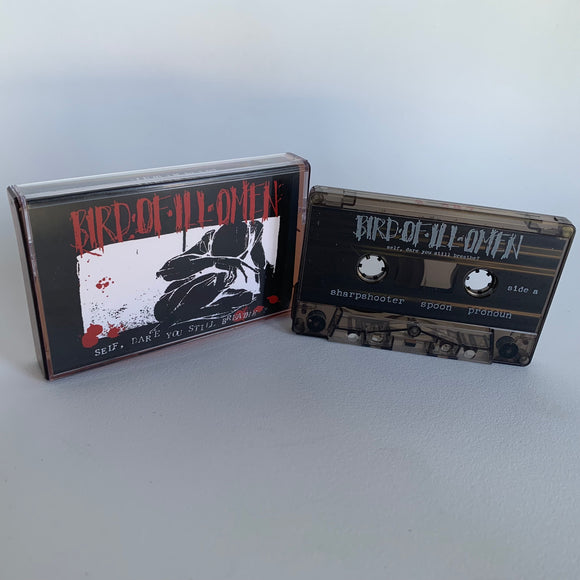 BIRD·OF·ILL·OMEN
SELF, DARE YOU STILL BREATHE?
BIRD·OF·ILL·OMEN
self, dare you still breathe?
side a
sharpshooter spoon pronoun